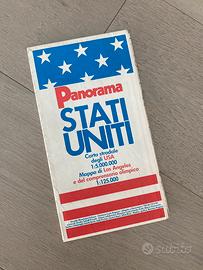 Panorama
STATI
UNITI
Carta stradale
degli USA
1:5.000.000
Mappa di Los Angeles
e del comprensorio olimpico
1:125.000
subito